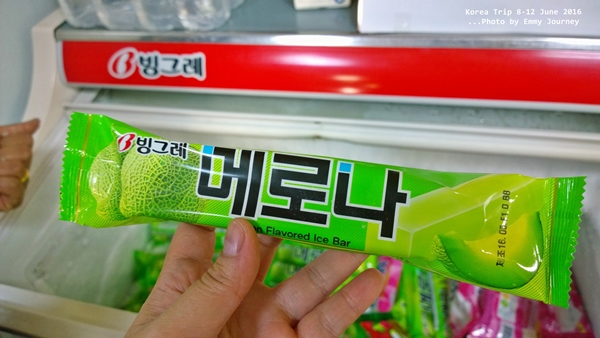 Korea Trip 8-12 June 2016
...Photo by Emmy Journey
빙그레
빙그레
메로나
Flavored Ice Bar